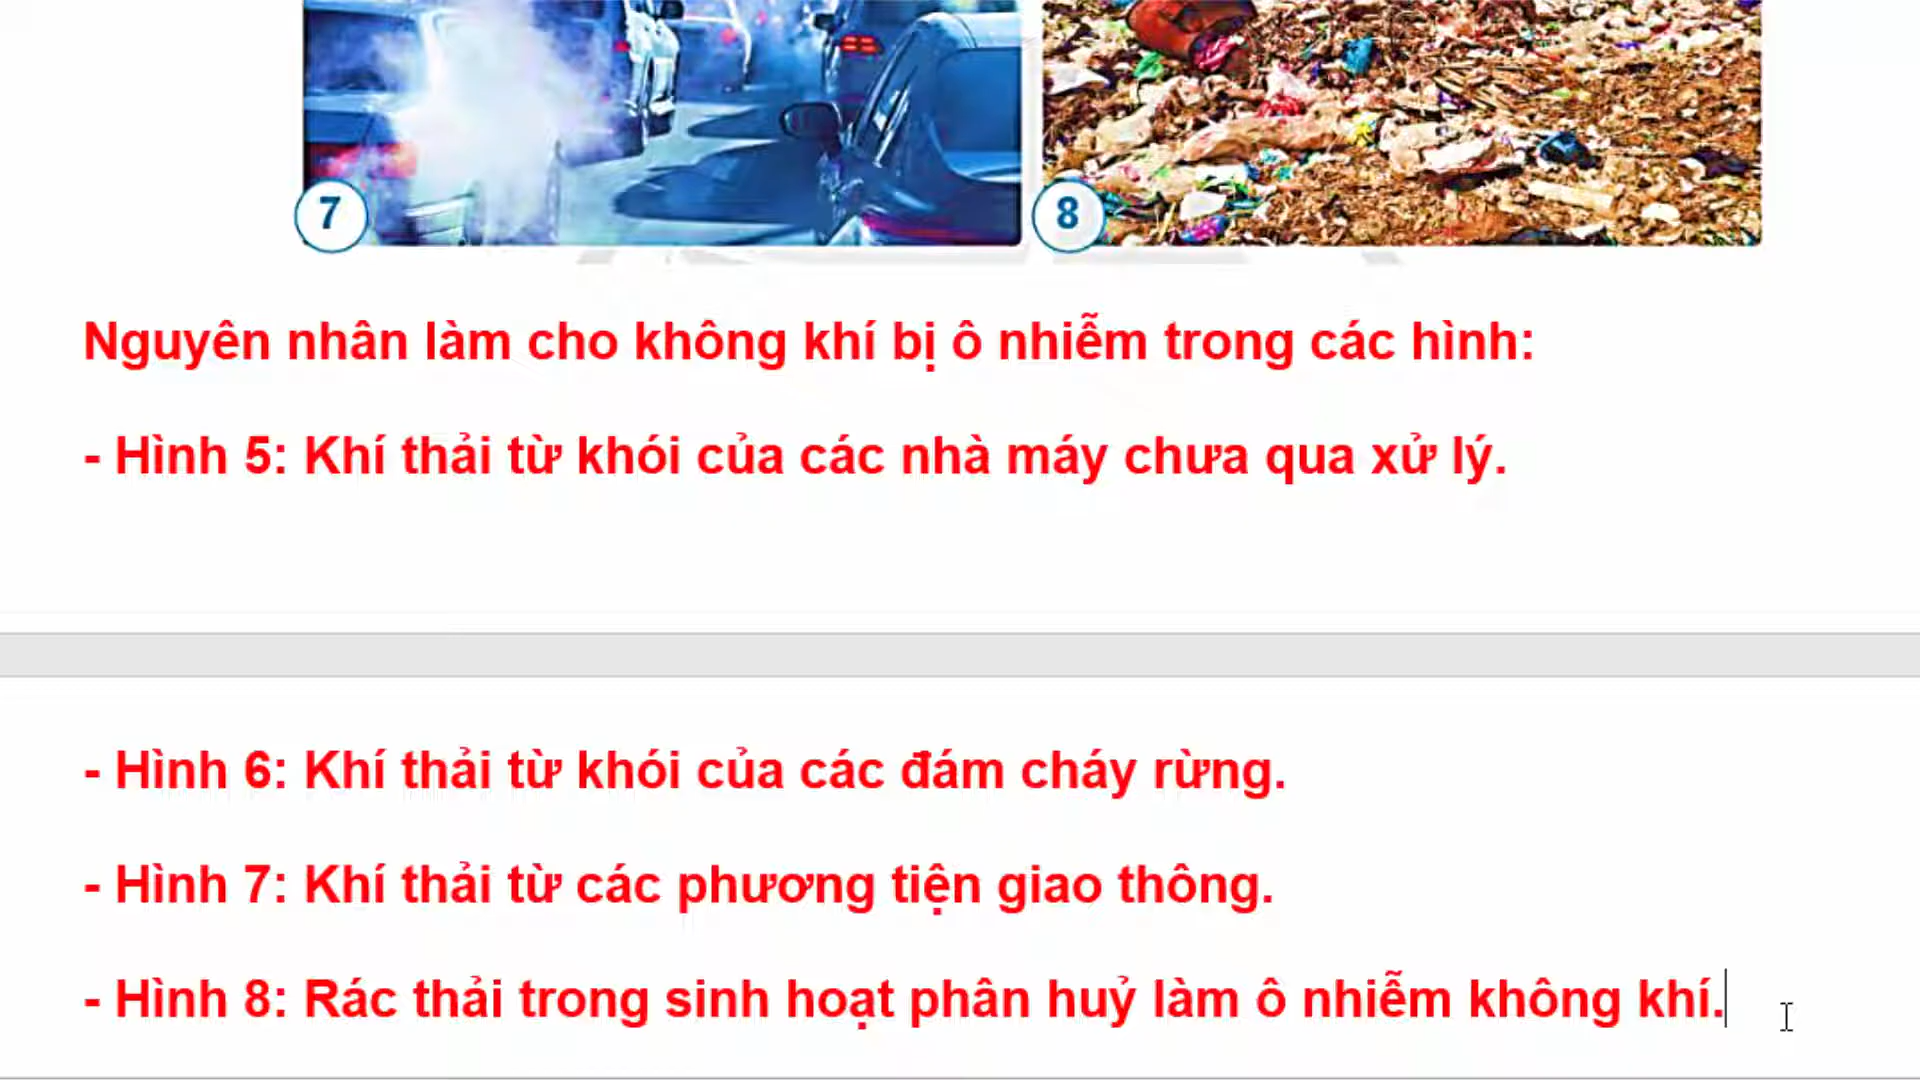 7
8
Nguyên nhân làm cho không khí bị ô nhiễm trong các hình:
- Hình 5: Khí thải từ khói của các nhà máy chưa qua xử lý.
- Hình 6: Khí thải từ khói của các đám cháy rừng.
- Hình 7: Khí thải từ các phương tiện giao thông.
- Hình 8: Rác thải trong sinh hoạt phân huỷ làm ô nhiễm không khí.